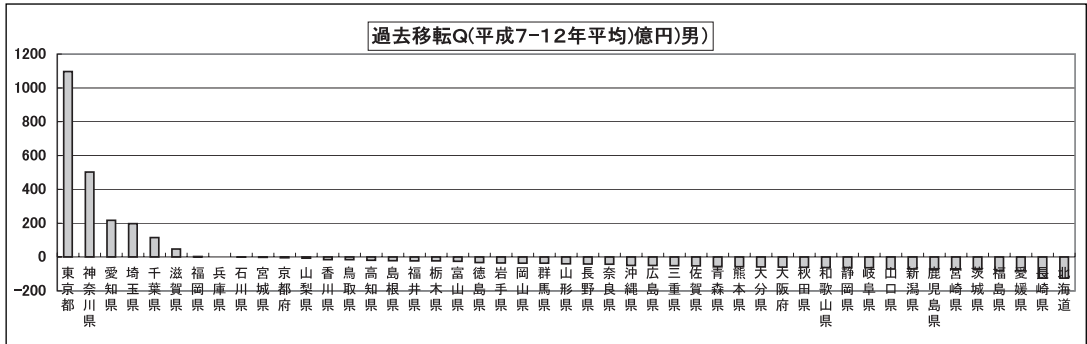 過去移転Q(平成7-12年平均)億円)男)
1200
1000
800
600
400
200
0
-200
東京都
神奈川県
愛知県
埼玉県
千葉県
滋賀県
福岡県
兵庫県
石川県
宮城県
京都府
山梨県
香川県
鳥取県
高知県
島根県
福井県
栃木県
富山県
徳島県
岩手県
岡山県
群馬県
山形県
長野県
奈良県
沖縄県
広島県
三重県
佐賀県
青森県
熊本県
大分県
大阪府
秋田県
和歌山県
静岡県
岐阜県
山口県
新潟県
鹿児島県
宮崎県
茨城県
福島県
愛媛県
長崎県
北海道